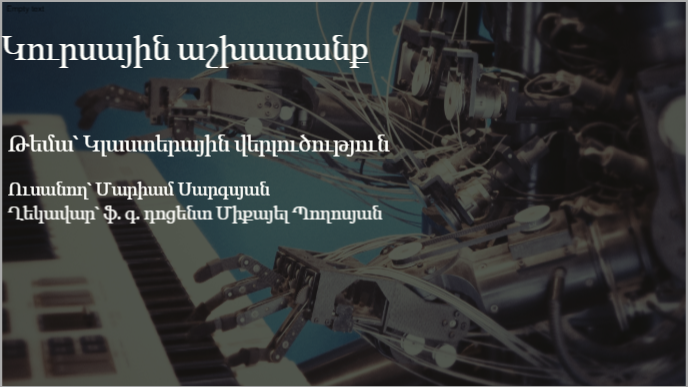 Կուրսային աշխատանք
Թեմա՝ Կլաստերային վերլուծություն
Ուսանող՝ Մարիամ Սարգսյան
Ղեկավար՝ ֆ. գ. դոցենտ Միքայել Պողոսյան